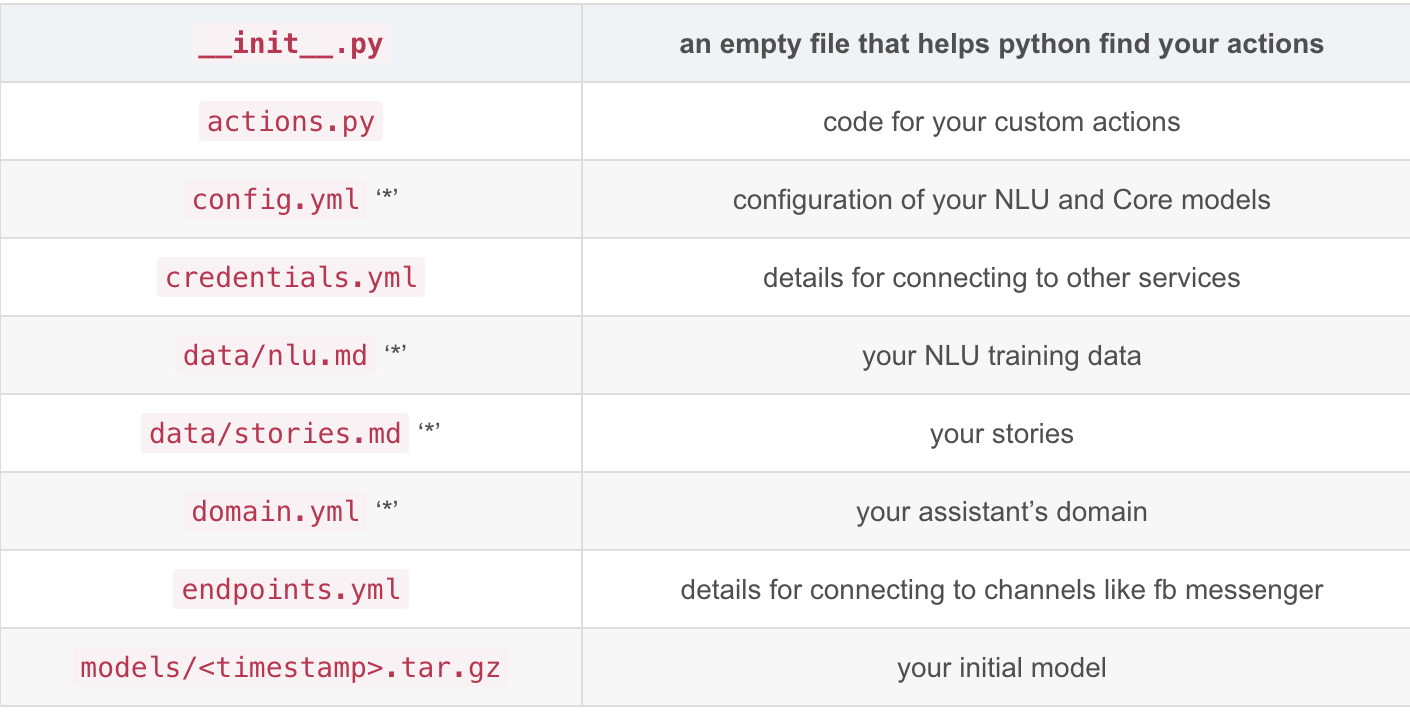 __init__.py an empty file that helps python find your actions
actions.py code for your custom actions
config.yml ‘*’ configuration of your NLU and Core models
credentials.yml details for connecting to other services
data/nlu.md ‘*’ your NLU training data
data/stories.md ‘*’ your stories
domain.yml ‘*’ your assistant’s domain
endpoints.yml details for connecting to channels like fb messenger
models/<timestamp>.tar.gz your initial model